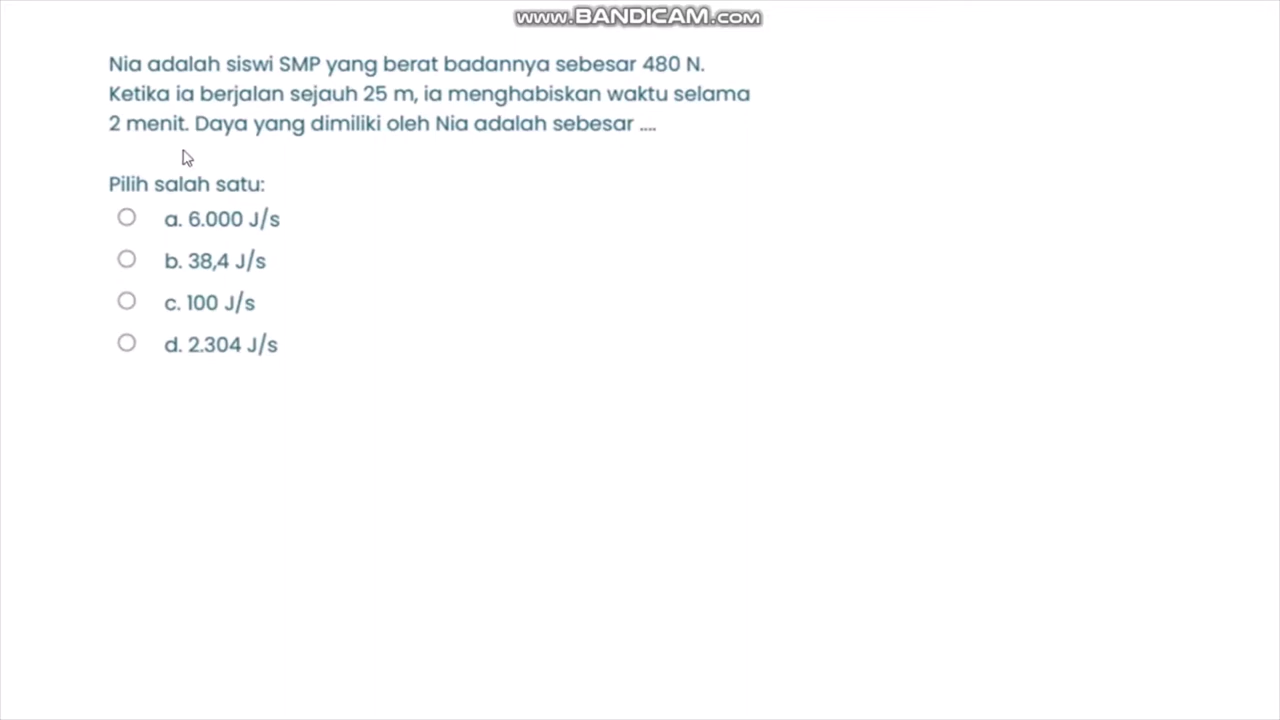 www.BANDICAM.com
Nia adalah siswi SMP yang berat badannya sebesar 480 N.
Ketika ia berjalan sejauh 25 m, ia menghabiskan waktu selama
2 menit. Daya yang dimiliki oleh Nia adalah sebesar ....
Pilih salah satu:
a. 6.000 J/s
b. 38,4 J/s
c. 100 J/s
d. 2.304 J/s